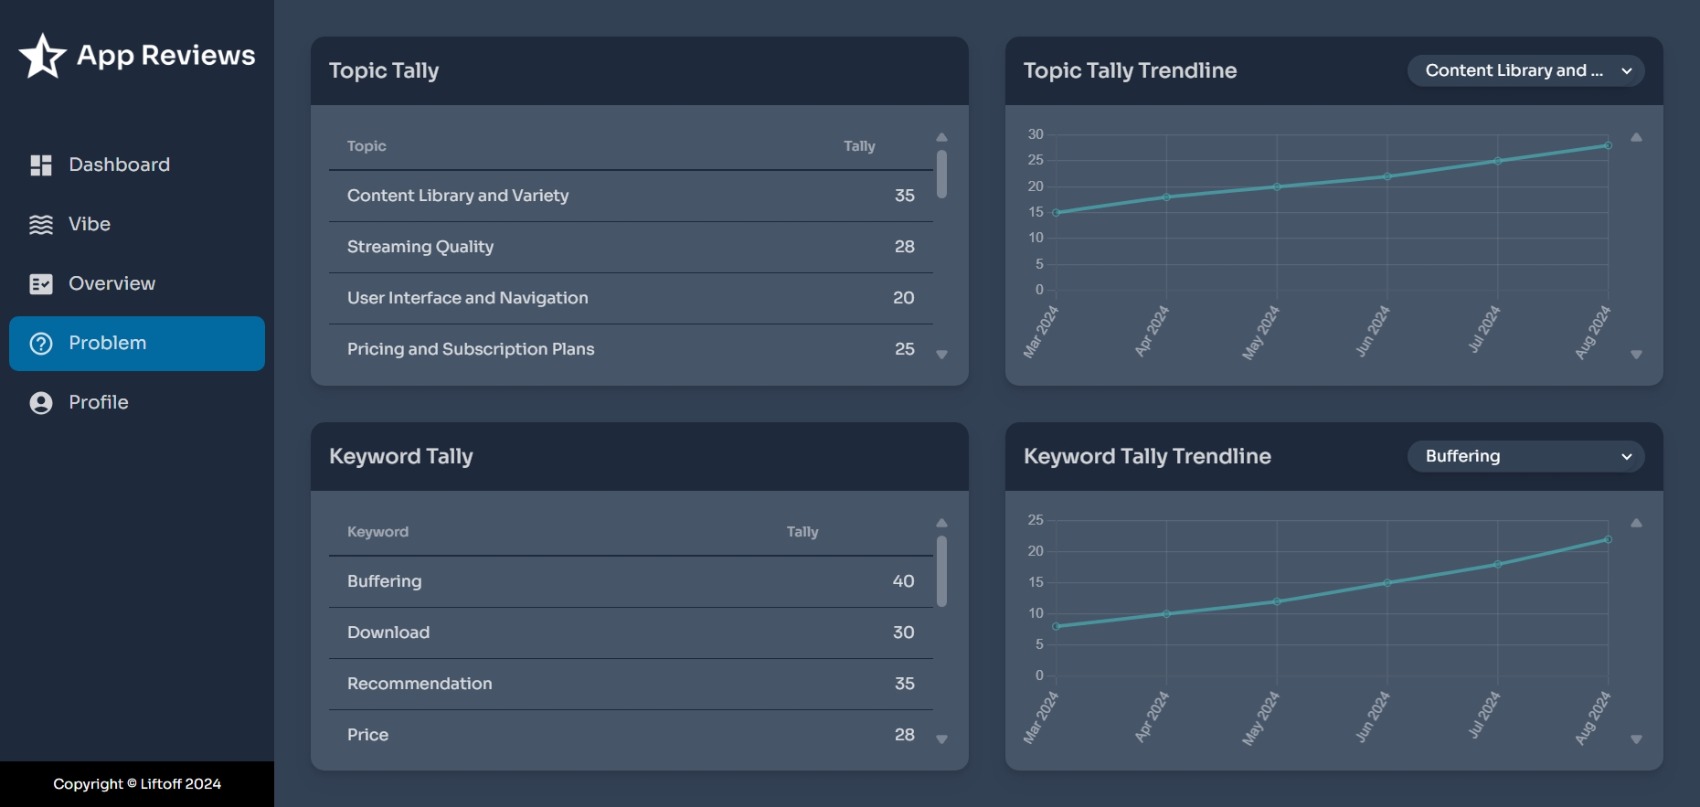 App Reviews
Dashboard
Vibe
Overview
Problem
Profile
Copyright © Liftoff 2024
Topic Tally
Topic Tally
Content Library and Variety 35
Streaming Quality 28
User Interface and Navigation 20
Pricing and Subscription Plans 25
Topic Tally Trendline
Content Library and ...
30
25
20
15
10
5
0
Mar 2024 Apr 2024 May 2024 Jun 2024 Jul 2024 Aug 2024
Keyword Tally
Keyword Tally
Buffering 40
Download 30
Recommendation 35
Price 28
Keyword Tally Trendline
Buffering
25
20
15
10
5
0
Mar 2024 Apr 2024 May 2024 Jun 2024 Jul 2024 Aug 2024